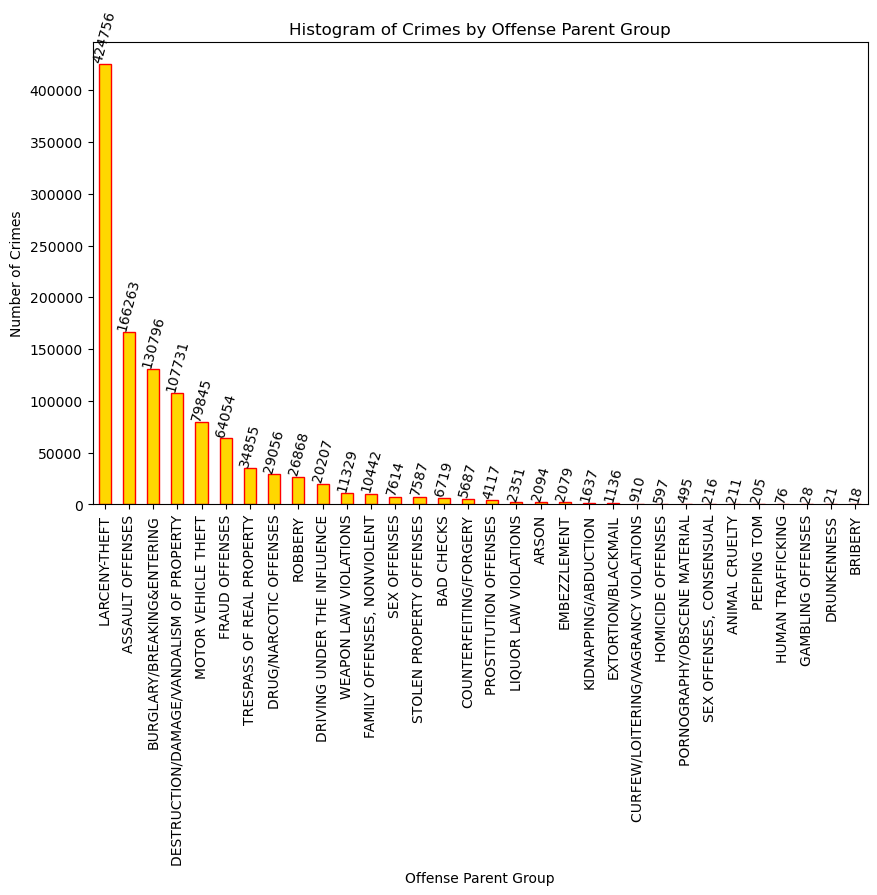 Histogram of Crimes by Offense Parent Group
Number of Crimes
400000
350000
300000
250000
200000
150000
100000
50000
0
424756
166263
130796
107731
79845
64054
34855
29056
26868
20207
11329
10442
7614
7587
6719
5687
4117
2351
2094
2079
1637
1136
910
597
495
216
211
205
76
28
21
18
LARCENY-THEFT
ASSAULT OFFENSES
BURGLARY/BREAKING&ENTERING
DESTRUCTION/DAMAGE/VANDALISM OF PROPERTY
MOTOR VEHICLE THEFT
FRAUD OFFENSES
TRESPASS OF REAL PROPERTY
DRUG/NARCOTIC OFFENSES
ROBBERY
DRIVING UNDER THE INFLUENCE
WEAPON LAW VIOLATIONS
FAMILY OFFENSES, NONVIOLENT
SEX OFFENSES
STOLEN PROPERTY OFFENSES
BAD CHECKS
COUNTERFEITING/FORGERY
PROSTITUTION OFFENSES
LIQUOR LAW VIOLATIONS
ARSON
EMBEZZLEMENT
KIDNAPPING/ABDUCTION
EXTORTION/BLACKMAIL
CURFEW/LOITERING/VAGRANCY VIOLATIONS
HOMICIDE OFFENSES
PORNOGRAPHY/OBSCENE MATERIAL
SEX OFFENSES, CONSENSUAL
ANIMAL CRUELTY
PEEPING TOM
HUMAN TRAFFICKING
GAMBLING OFFENSES
DRUNKENNESS
BRIBERY
Offense Parent Group